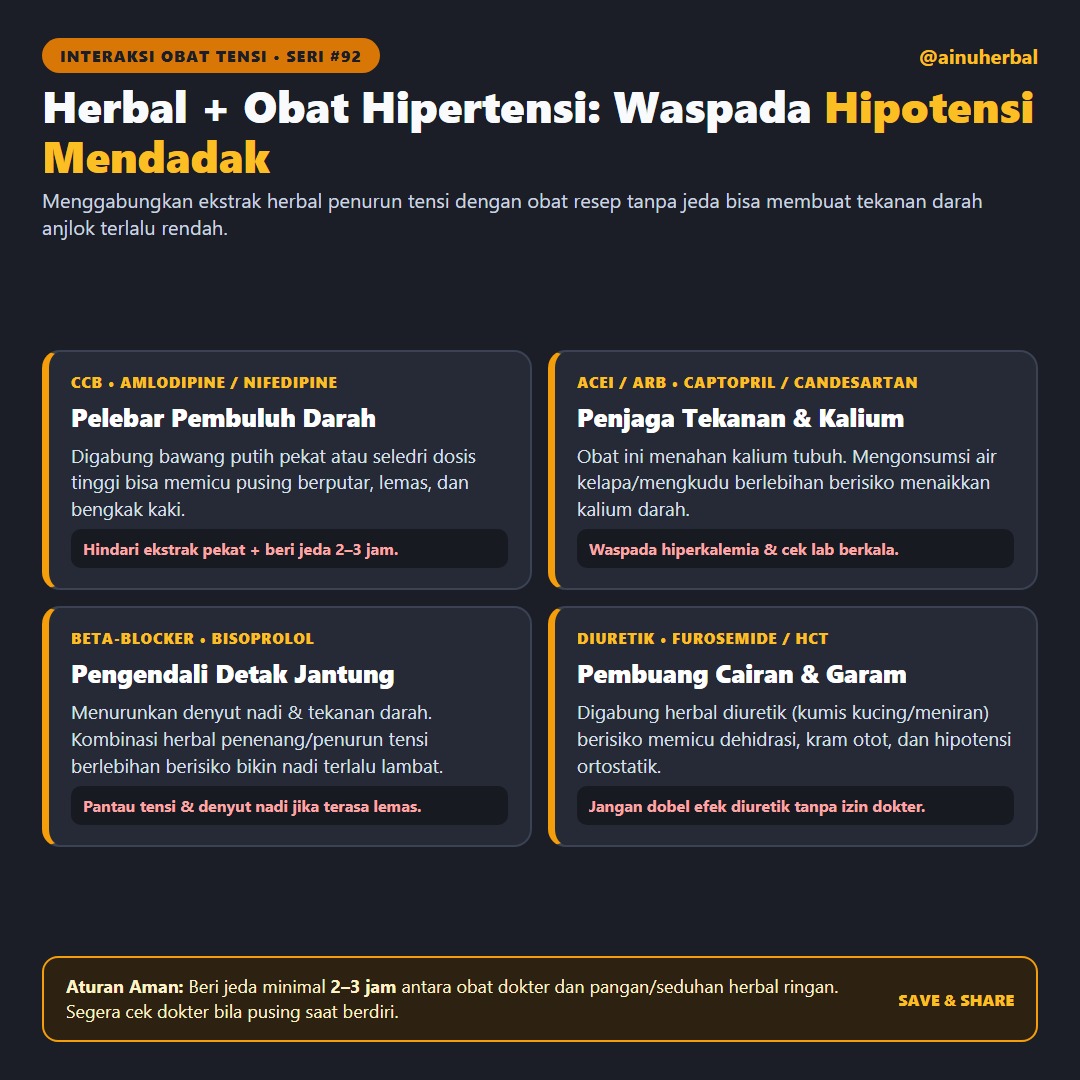 INTERAKSI OBAT TENSI • SERI #92
@ainuherbal
Herbal + Obat Hipertensi: Waspada Hipotensi
Mendadak
Menggabungkan ekstrak herbal penurun tensi dengan obat resep tanpa jeda bisa membuat tekanan darah
anjlok terlalu rendah.
CCB • AMLODIPINE / NIFEDIPINE
Pelebar Pembuluh Darah
Digabung bawang putih pekat atau seledri dosis
tinggi bisa memicu pusing berputar, lemas, dan
bengkak kaki.
Hindari ekstrak pekat + beri jeda 2–3 jam.
ACEI / ARB • CAPTOPRIL / CANDESARTAN
Penjaga Tekanan & Kalium
Obat ini menahan kalium tubuh. Mengonsumsi air
kelapa/mengkudu berlebihan berisiko menaikkan
kalium darah.
Waspada hiperkalemia & cek lab berkala.
BETA-BLOCKER • BISOPROLOL
Pengendali Detak Jantung
Menurunkan denyut nadi & tekanan darah.
Kombinasi herbal penenang/penurun tensi
berlebihan berisiko bikin nadi terlalu lambat.
Pantau tensi & denyut nadi jika terasa lemas.
DIURETIK • FUROSEMIDE / HCT
Pembuang Cairan & Garam
Digabung herbal diuretik (kumis kucing/meniran)
berisiko memicu dehidrasi, kram otot, dan hipotensi
ortostatik.
Jangan dobel efek diuretik tanpa izin dokter.
Aturan Aman: Beri jeda minimal 2–3 jam antara obat dokter dan pangan/seduhan herbal ringan.
Segera cek dokter bila pusing saat berdiri.
SAVE & SHARE